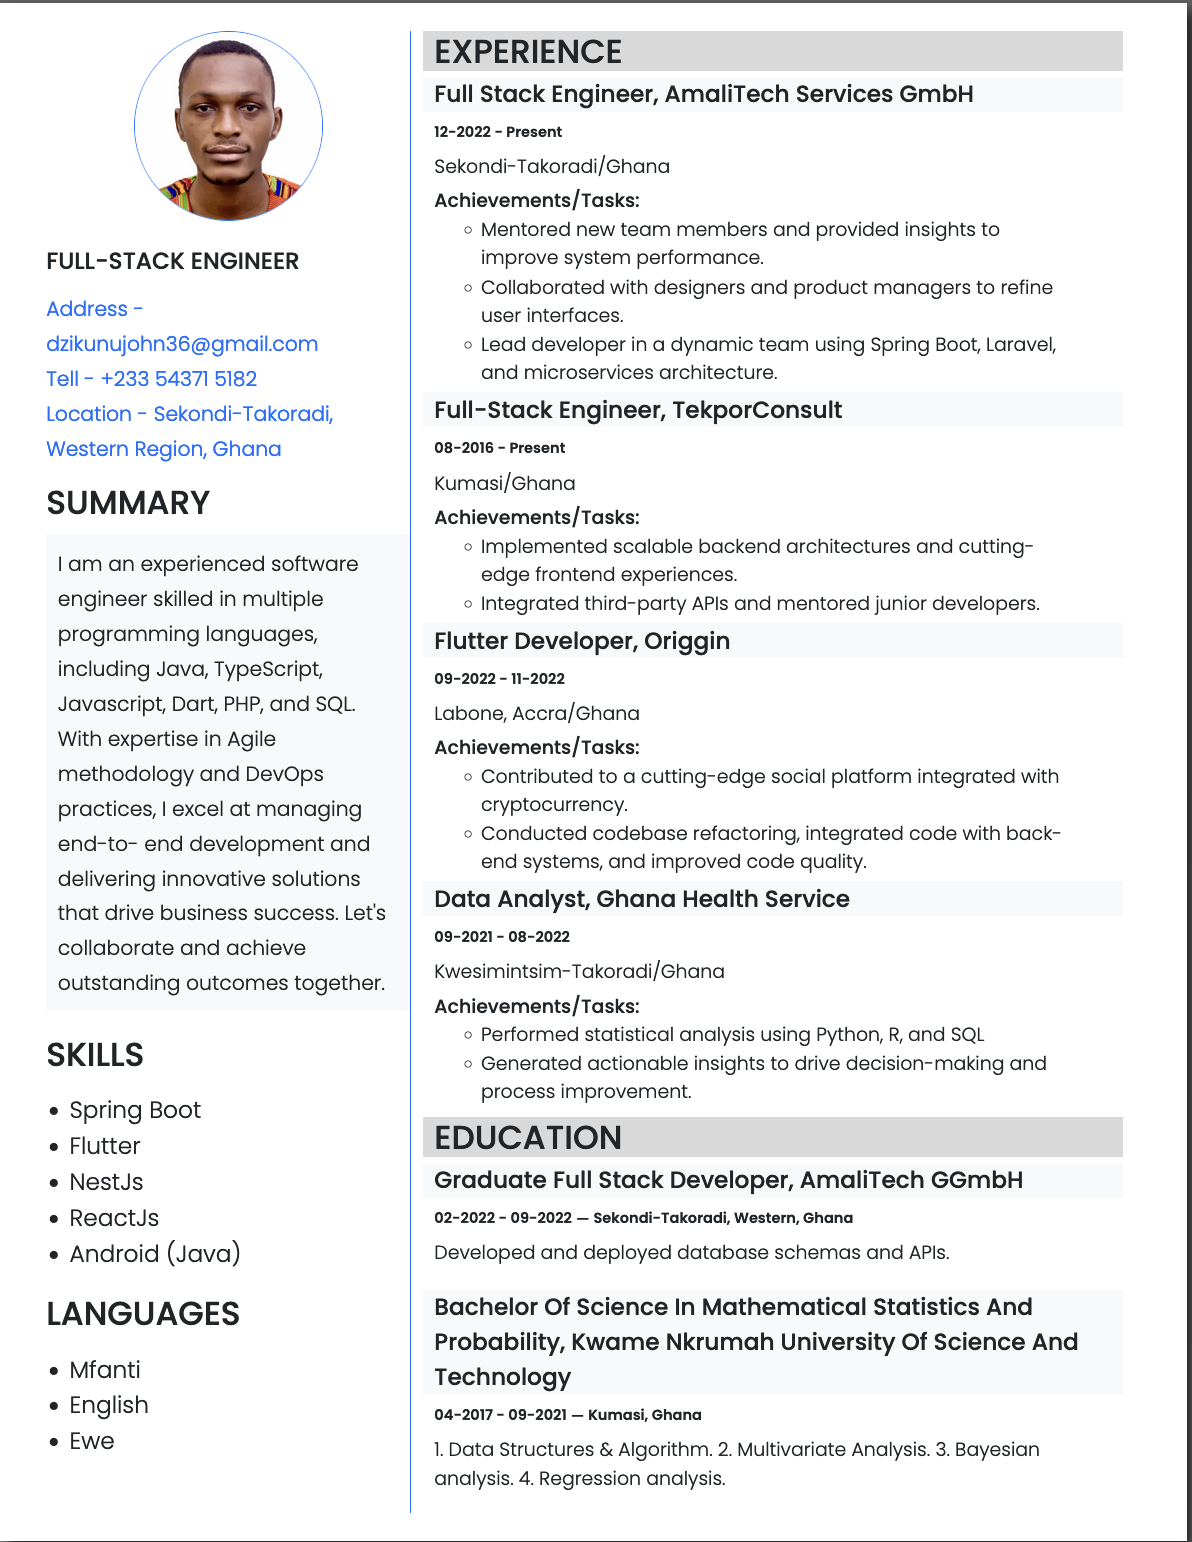 FULL-STACK ENGINEER
Address -
dzikunujohn36@gmail.com
Tell - +233 54371 5182
Location - Sekondi-Takoradi,
Western Region, Ghana
SUMMARY
I am an experienced software
engineer skilled in multiple
programming languages,
including Java, TypeScript,
Javascript, Dart, PHP, and SQL.
With expertise in Agile
methodology and DevOps
practices, I excel at managing
end-to- end development and
delivering innovative solutions
that drive business success. Let's
collaborate and achieve
outstanding outcomes together.
SKILLS
• Spring Boot
• Flutter
• NestJs
• ReactJs
• Android (Java)
LANGUAGES
• Mfanti
• English
• Ewe
EXPERIENCE
Full Stack Engineer, AmaliTech Services GmbH
12-2022 - Present
Sekondi-Takoradi/Ghana
Achievements/Tasks:
◦ Mentored new team members and provided insights to
improve system performance.
◦ Collaborated with designers and product managers to refine
user interfaces.
◦ Lead developer in a dynamic team using Spring Boot, Laravel,
and microservices architecture.
Full-Stack Engineer, TekporConsult
08-2016 - Present
Kumasi/Ghana
Achievements/Tasks:
◦ Implemented scalable backend architectures and cutting-
edge frontend experiences.
◦ Integrated third-party APIs and mentored junior developers.
Flutter Developer, Origgin
09-2022 - 11-2022
Labone, Accra/Ghana
Achievements/Tasks:
◦ Contributed to a cutting-edge social platform integrated with
cryptocurrency.
◦ Conducted codebase refactoring, integrated code with back-
end systems, and improved code quality.
Data Analyst, Ghana Health Service
09-2021 - 08-2022
Kwesimintsim-Takoradi/Ghana
Achievements/Tasks:
◦ Performed statistical analysis using Python, R, and SQL
◦ Generated actionable insights to drive decision-making and
process improvement.
EDUCATION
Graduate Full Stack Developer, AmaliTech GGmbH
02-2022 - 09-2022 — Sekondi-Takoradi, Western, Ghana
Developed and deployed database schemas and APIs.
Bachelor Of Science In Mathematical Statistics And
Probability, Kwame Nkrumah University Of Science And
Technology
04-2017 - 09-2021 — Kumasi, Ghana
1. Data Structures & Algorithm. 2. Multivariate Analysis. 3. Bayesian
analysis. 4. Regression analysis.